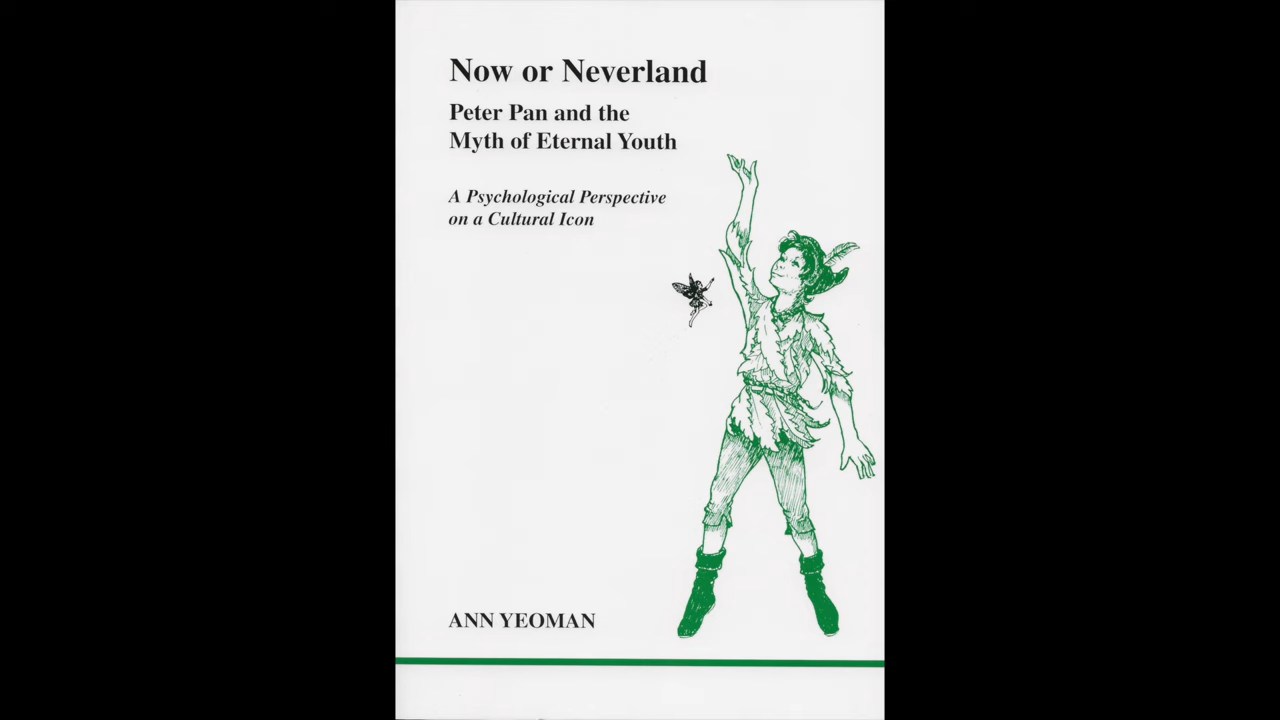 Now or Neverland
Peter Pan and the
Myth of Eternal Youth
A Psychological Perspective
on a Cultural Icon
ANN YEOMAN